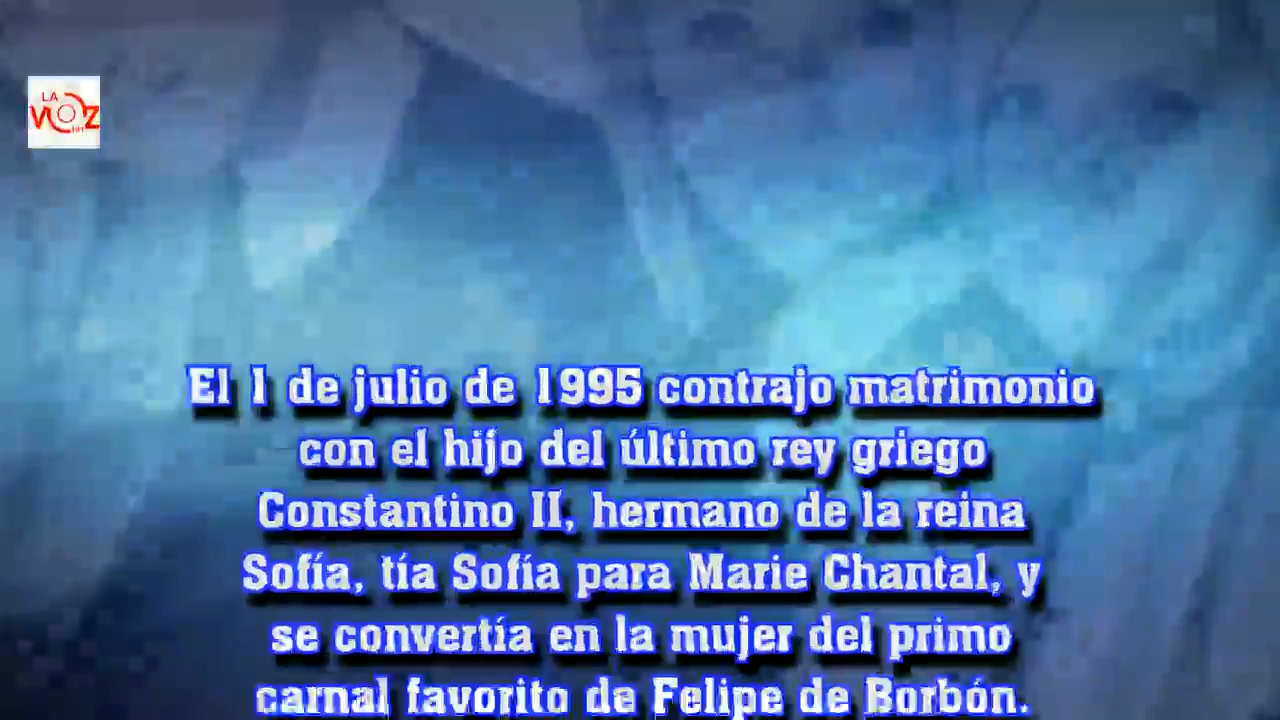 LA
VOZ
El 1 de julio de 1995 contrajo matrimonio
con el hijo del último rey griego
Constantino II, hermano de la reina
Sofía, tía Sofía para Marie Chantal, y
se convertía en la mujer del primo
carnal favorito de Felipe de Borbón.